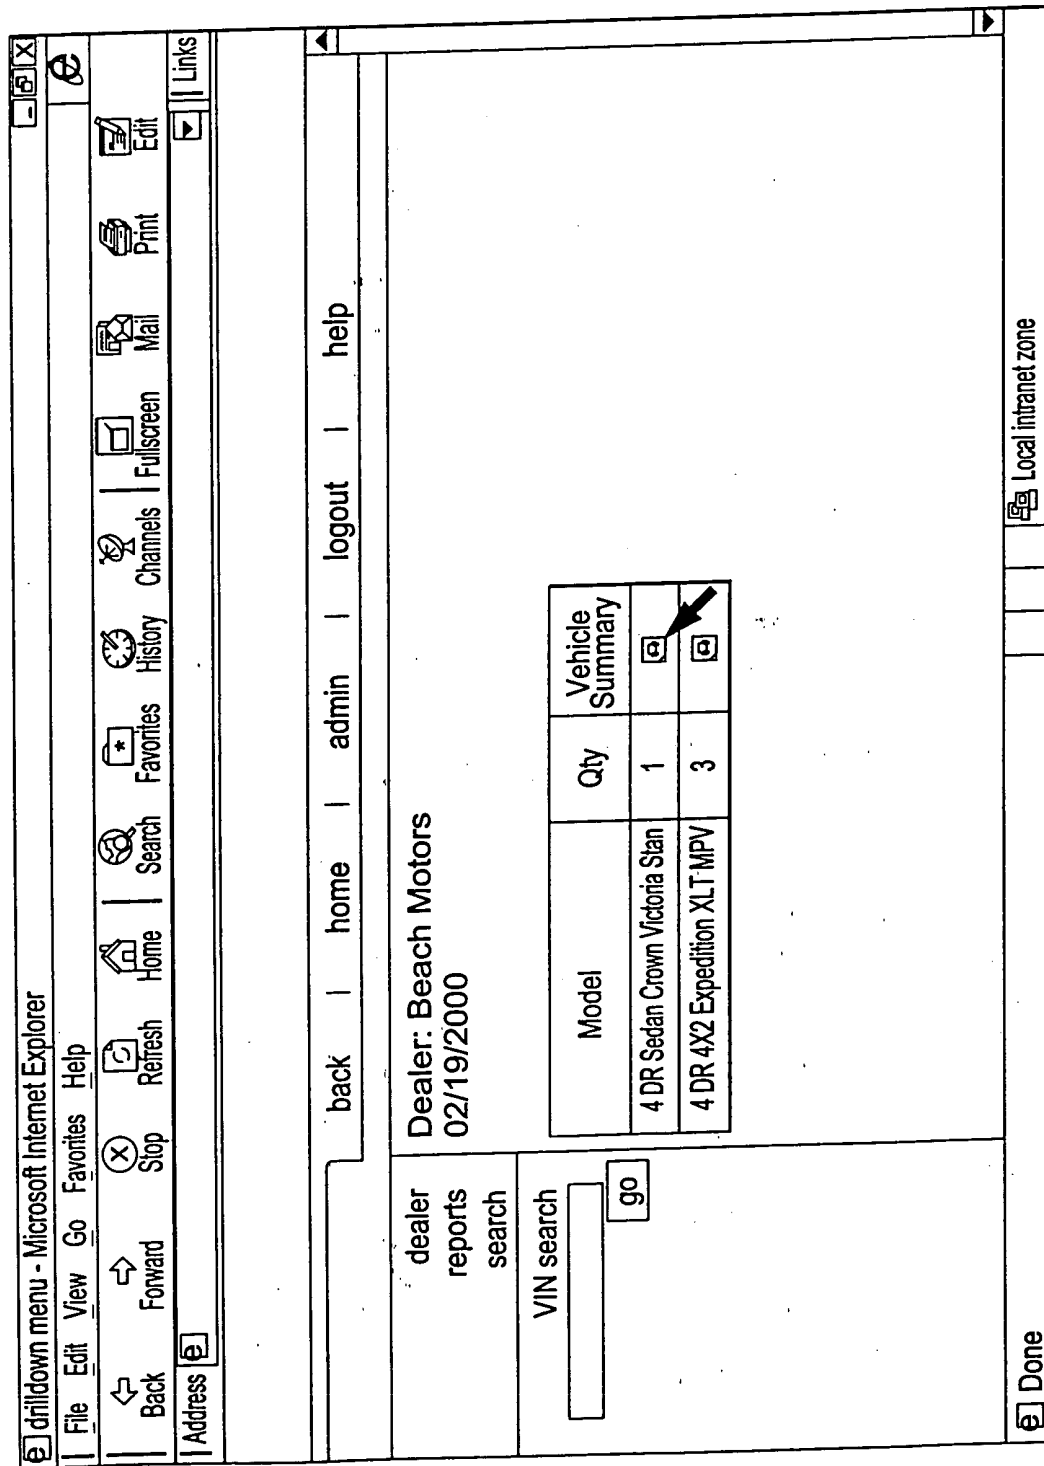 drilldown menu - Microsoft Internet Explorer
File Edit View Go Favorites Help
Back Forward Stop Refresh Home Search Favorites History Channels Fullscreen Mail Print Edit
Address Links
back | home | admin | logout | help
dealer
reports
search
VIN search
go
Dealer: Beach Motors
02/19/2000
Model Qty Vehicle Summary
4 DR Sedan Crown Victoria Stan 1
4 DR 4X2 Expedition XLT MPV 3
Done Local intranet zone